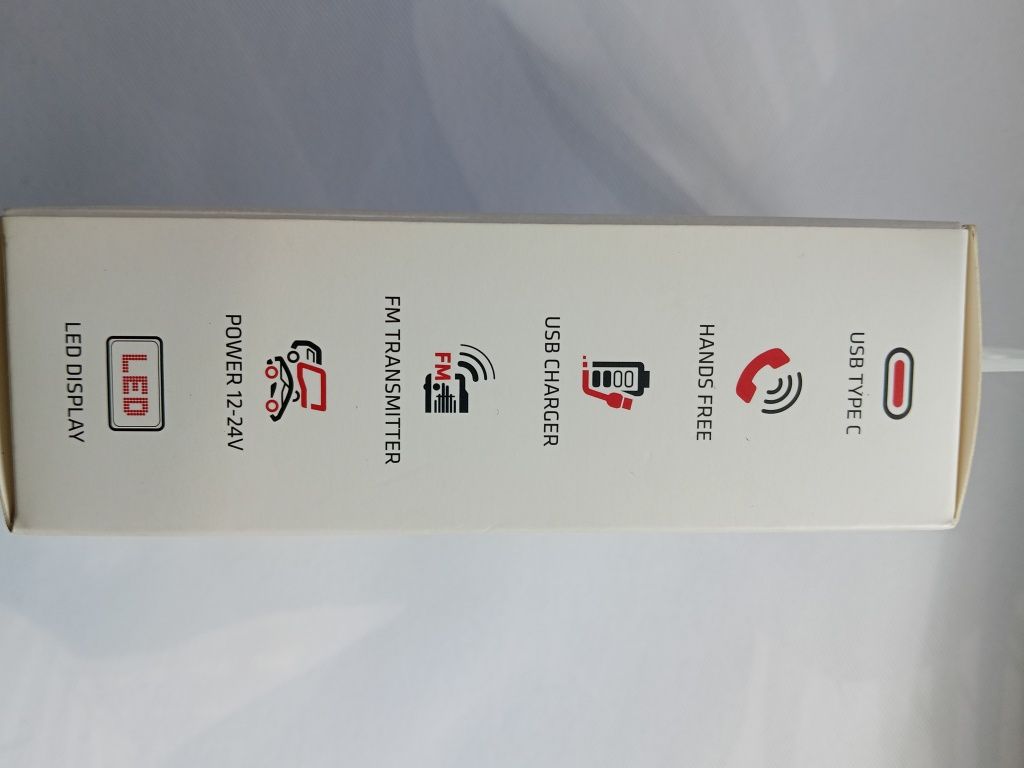 USB TYPE C
HANDS FREE
USB CHARGER
FM
FM TRANSMITTER
POWER 12-24V
LED
LED DISPLAY